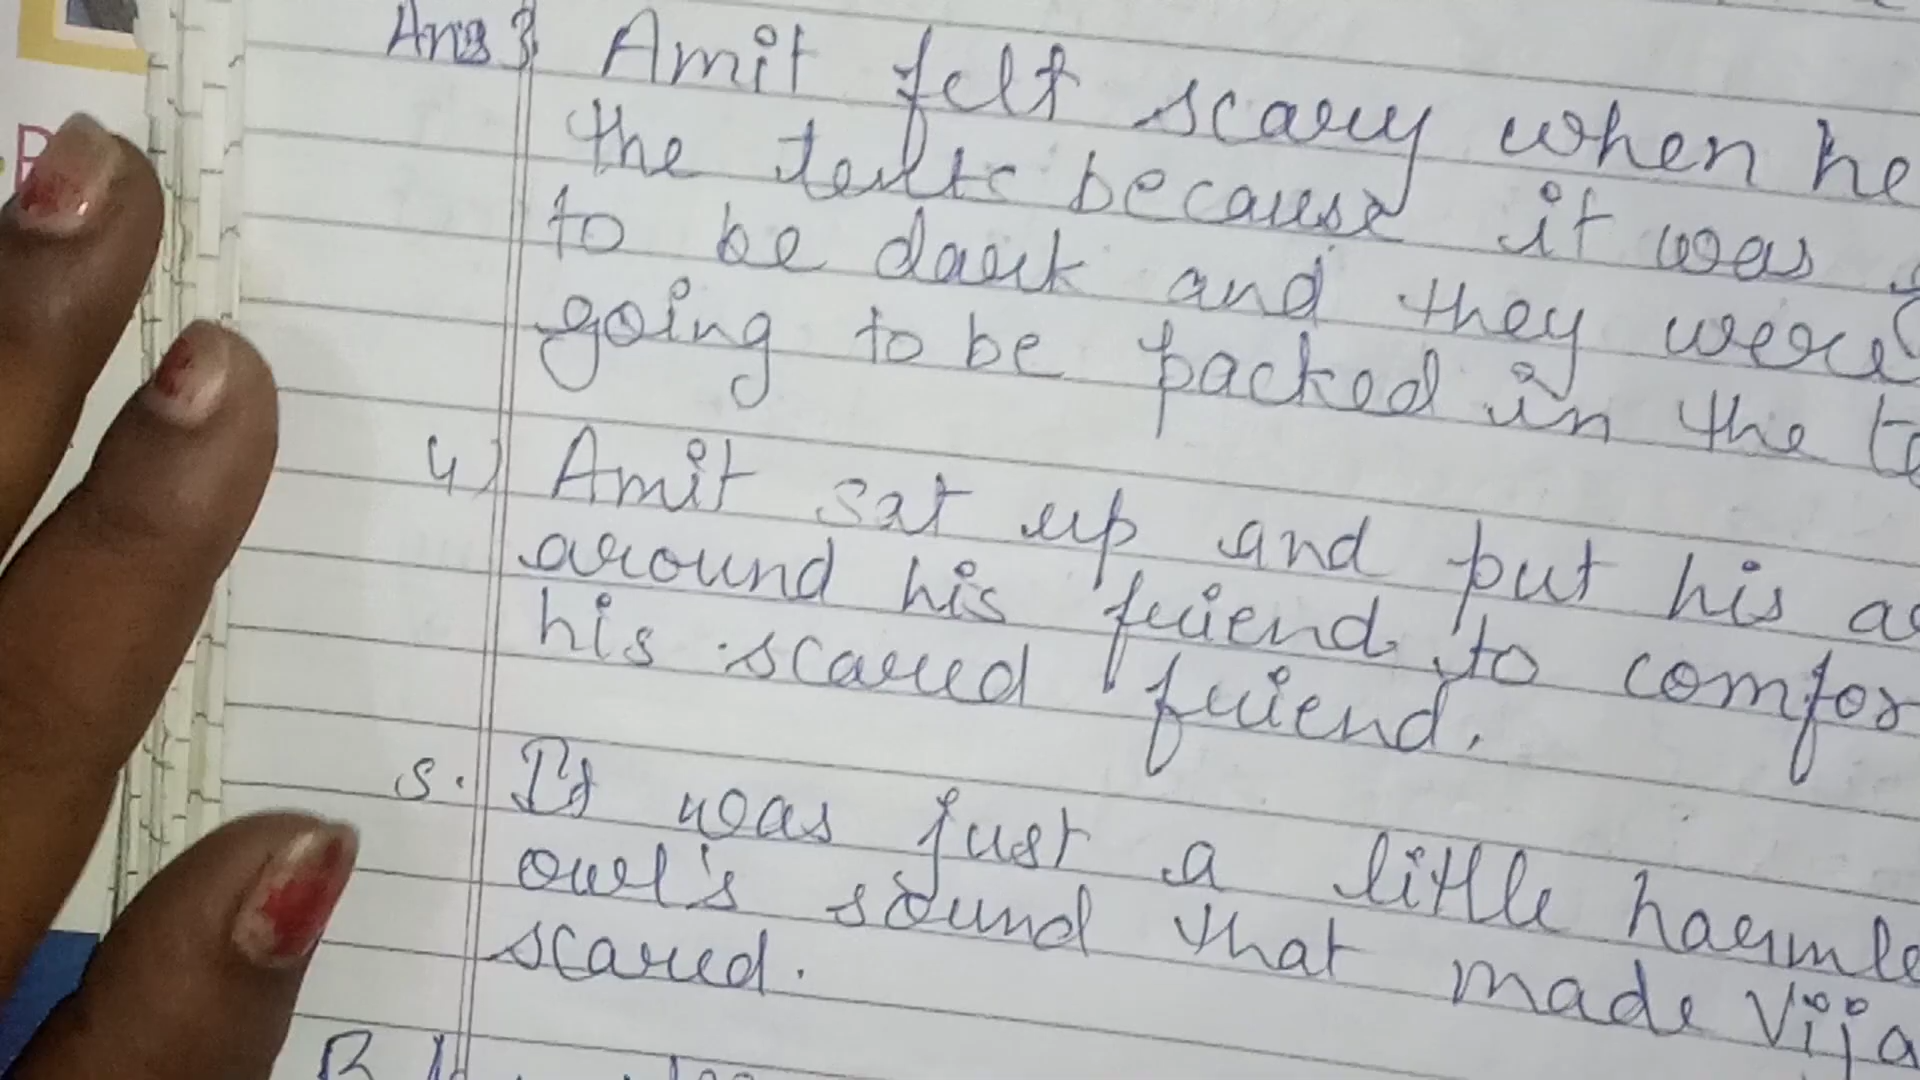 Ans 3 Amit felt scary when he
the because it was
to be dark and they were
going to be packed in the
4) Amit sat up and put his
around his friend to comfor
his scared friend.
5. It was just a little harmle
owl's sound that made Vija
scared.
B